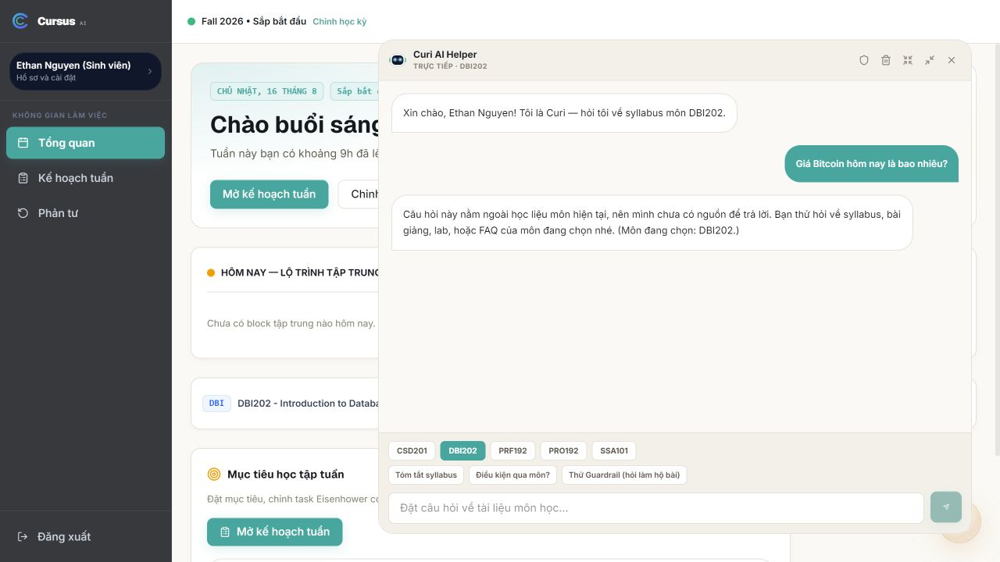 Cursus AI
Ethan Nguyen (Sinh viên)
Hồ sơ và cài đặt
KHÔNG GIAN LÀM VIỆC
Tổng quan
Kế hoạch tuần
Phản tư
Đăng xuất
Fall 2026 • Sắp bắt đầu Chỉnh học kỳ
CHỦ NHẬT, 16 THÁNG 8 Sắp bắt
Chào buổi sáng
Tuần này bạn có khoảng 9h đã
Mở kế hoạch tuần Chỉnh
HÔM NAY — LỘ TRÌNH TẬP TRUNG
Chưa có block tập trung nào hôm nay.
DBI DBI202 - Introduction to Databa
Mục tiêu học tập tuần
Đặt mục tiêu, chỉnh task Eisenhower
Mở kế hoạch tuần
Curi AI Helper
TRỰC TIẾP · DBI202
Xin chào, Ethan Nguyen! Tôi là Curi — hỏi tôi về syllabus môn DBI202.
Giá Bitcoin hôm nay là bao nhiêu?
Câu hỏi này nằm ngoài học liệu môn hiện tại, nên mình chưa có nguồn để trả lời. Bạn thử hỏi về syllabus, bài
giảng, lab, hoặc FAQ của môn đang chọn nhé. (Môn đang chọn: DBI202.)
CSD201 DBI202 PRF192 PRO192 SSA101
Tóm tắt syllabus Điều kiện qua môn? Thử Guardrail (hỏi làm hộ bài)
Đặt câu hỏi về tài liệu môn học...